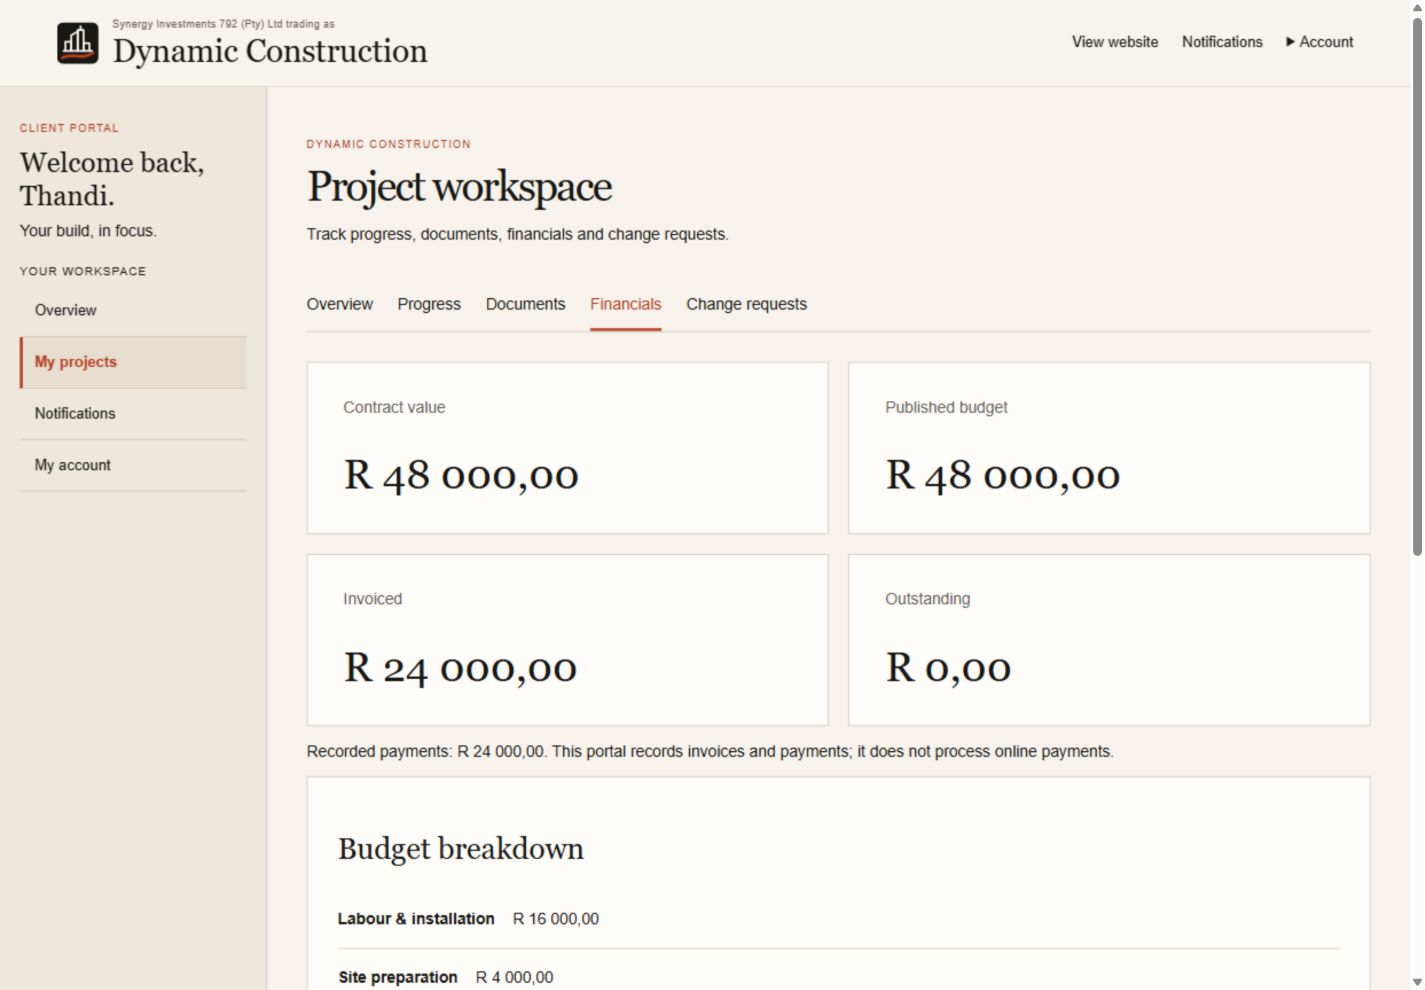 Synergy Investments 792 (Pty) Ltd trading as
Dynamic Construction
View website
Notifications
Account
CLIENT PORTAL
Welcome back,
Thandi.
Your build, in focus.
YOUR WORKSPACE
Overview
My projects
Notifications
My account
DYNAMIC CONSTRUCTION
Project workspace
Track progress, documents, financials and change requests.
Overview
Progress
Documents
Financials
Change requests
Contract value
R 48 000,00
Published budget
R 48 000,00
Invoiced
R 24 000,00
Outstanding
R 0,00
Recorded payments: R 24 000,00. This portal records invoices and payments; it does not process online payments.
Budget breakdown
Labour & installation R 16 000,00
Site preparation R 4 000,00